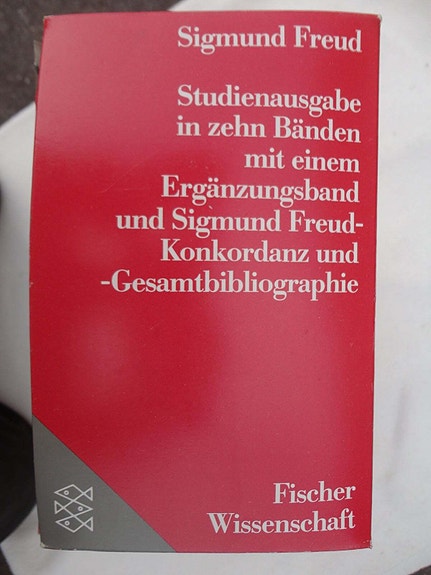 Sigmund Freud
Studienausgabe
in zehn Bänden
mit einem
Ergänzungsband
und Sigmund Freud-
Konkordanz und
-Gesamtbibliographie
Fischer
Wissenschaft